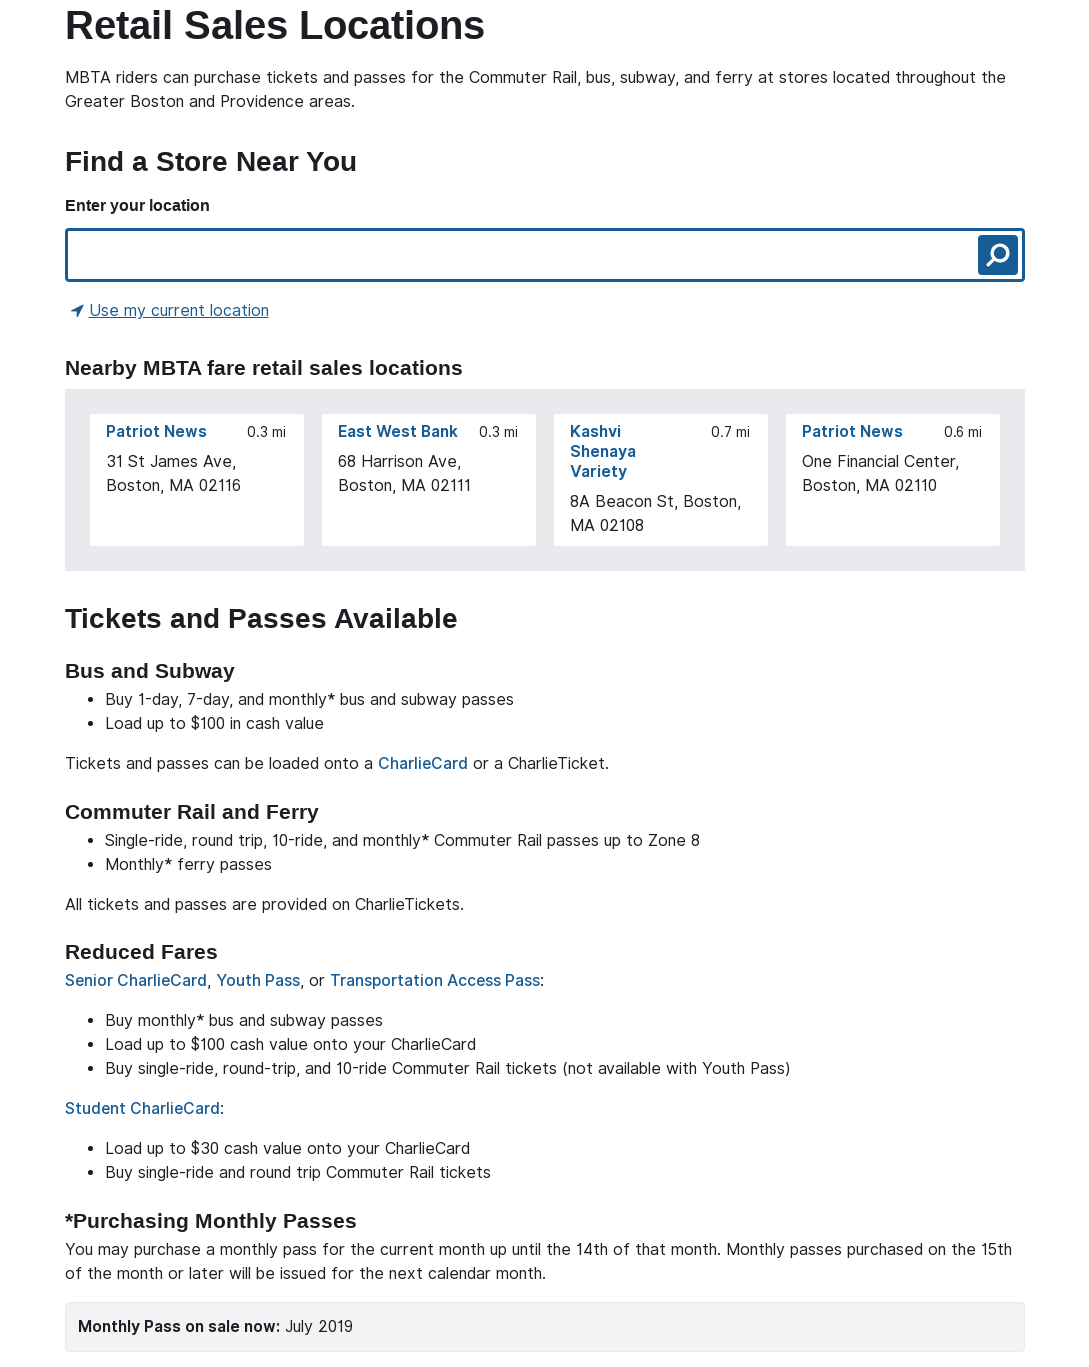 Retail Sales Locations
MBTA riders can purchase tickets and passes for the Commuter Rail, bus, subway, and ferry at stores located throughout the
Greater Boston and Providence areas.
Find a Store Near You
Enter your location
Use my current location
Nearby MBTA fare retail sales locations
Patriot News 0.3 mi
31 St James Ave,
Boston, MA 02116
East West Bank 0.3 mi
68 Harrison Ave,
Boston, MA 02111
Kashvi 0.7 mi
Shenaya
Variety
8A Beacon St, Boston,
MA 02108
Patriot News 0.6 mi
One Financial Center,
Boston, MA 02110
Tickets and Passes Available
Bus and Subway
• Buy 1-day, 7-day, and monthly* bus and subway passes
• Load up to $100 in cash value
Tickets and passes can be loaded onto a CharlieCard or a CharlieTicket.
Commuter Rail and Ferry
• Single-ride, round trip, 10-ride, and monthly* Commuter Rail passes up to Zone 8
• Monthly* ferry passes
All tickets and passes are provided on CharlieTickets.
Reduced Fares
Senior CharlieCard, Youth Pass, or Transportation Access Pass:
• Buy monthly* bus and subway passes
• Load up to $100 cash value onto your CharlieCard
• Buy single-ride, round-trip, and 10-ride Commuter Rail tickets (not available with Youth Pass)
Student CharlieCard:
• Load up to $30 cash value onto your CharlieCard
• Buy single-ride and round trip Commuter Rail tickets
*Purchasing Monthly Passes
You may purchase a monthly pass for the current month up until the 14th of that month. Monthly passes purchased on the 15th
of the month or later will be issued for the next calendar month.
Monthly Pass on sale now: July 2019